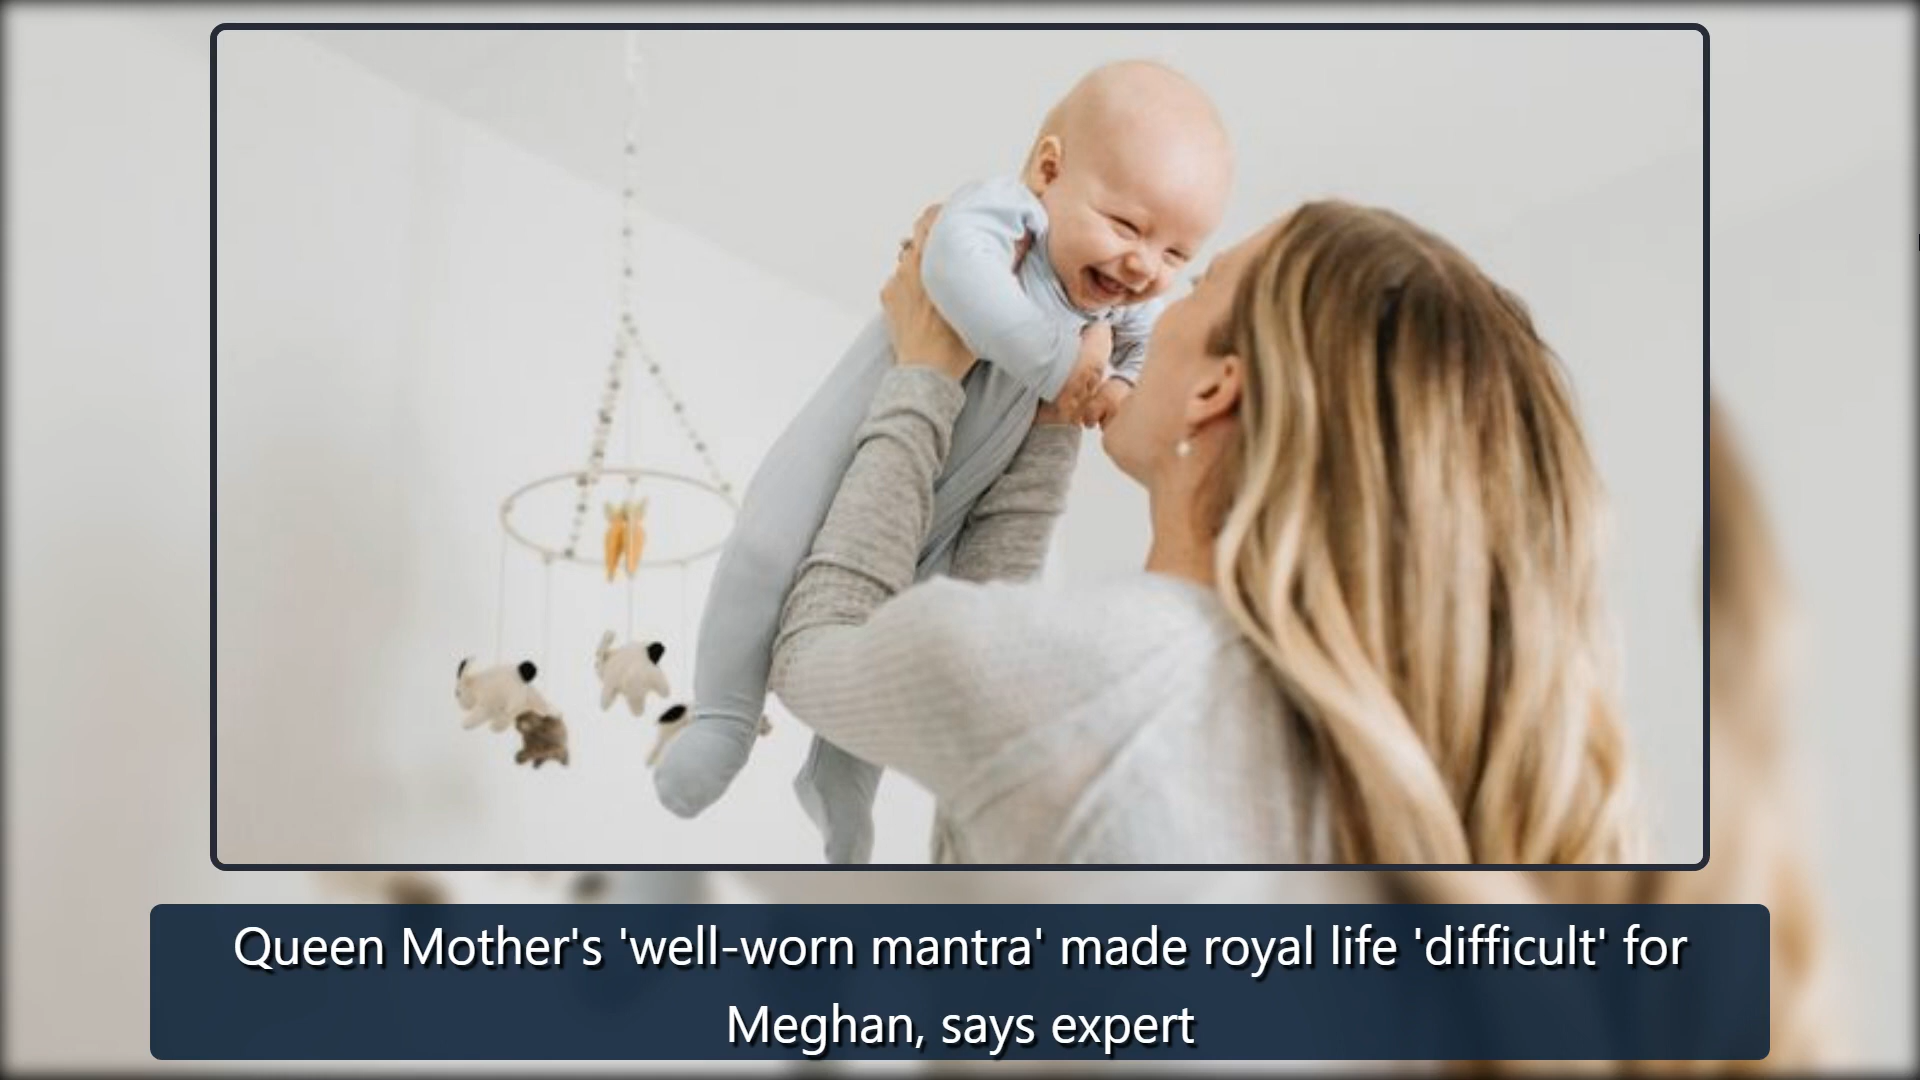 Queen Mother's 'well-worn mantra' made royal life 'difficult' for
Meghan, says expert